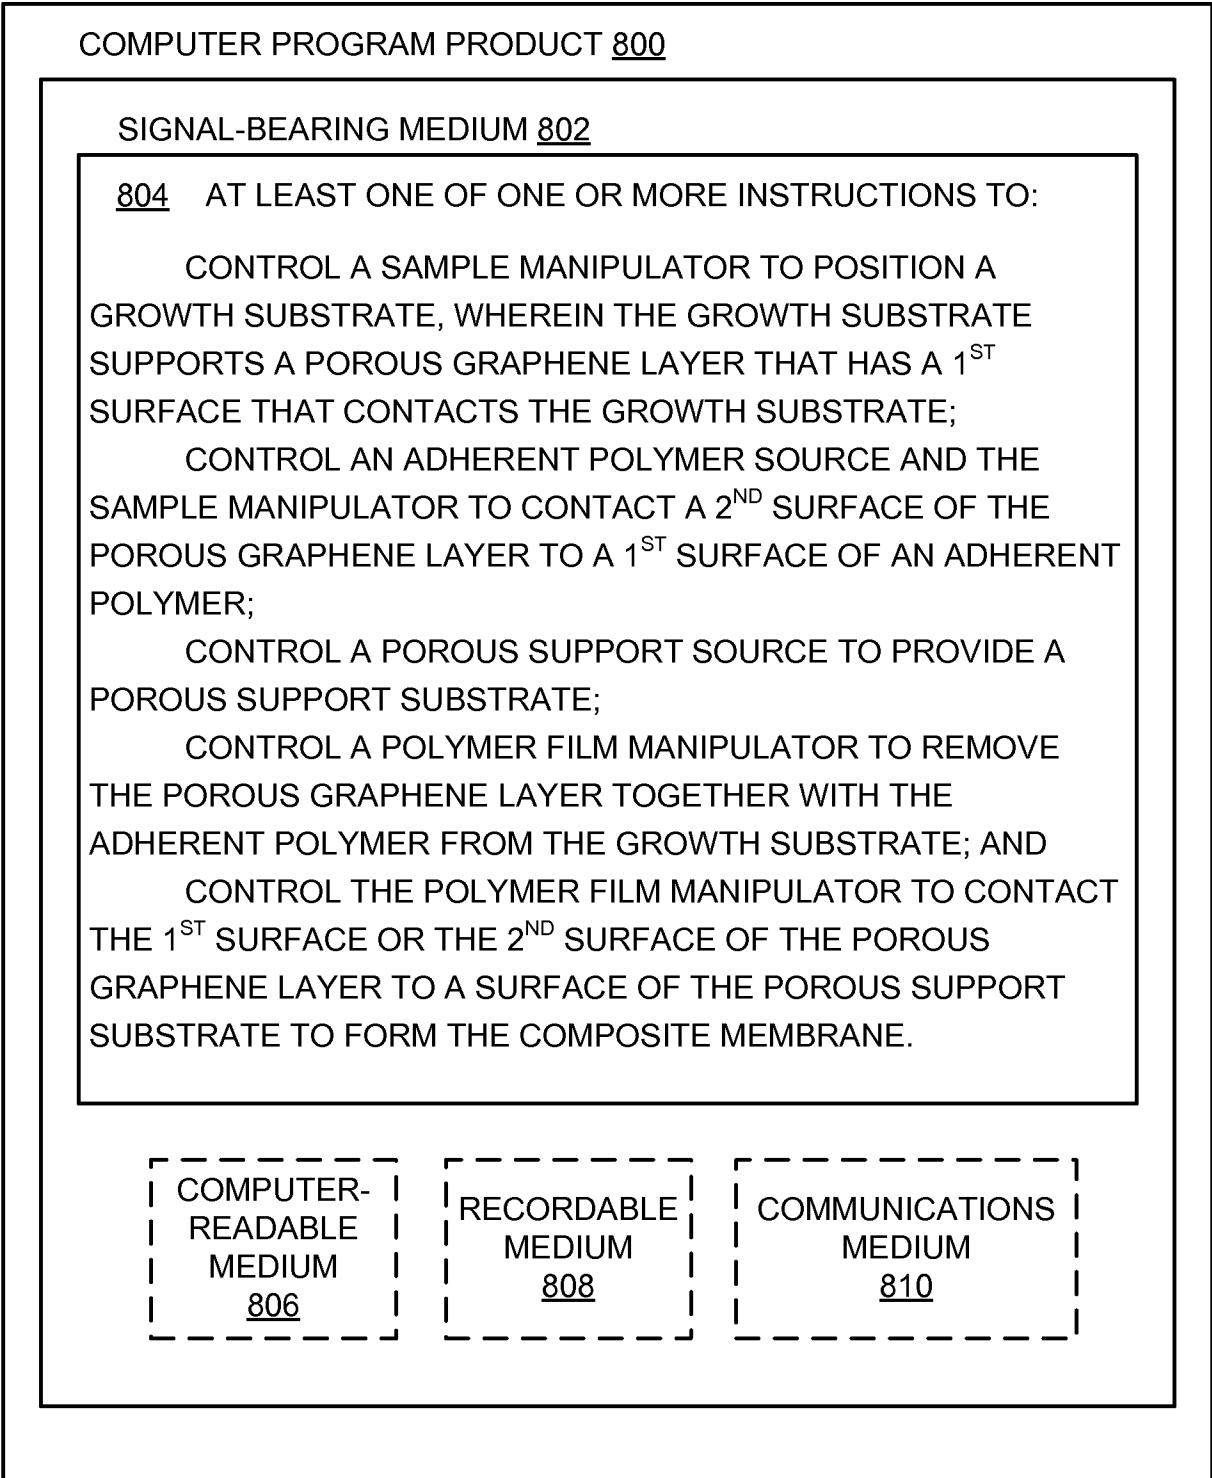 COMPUTER PROGRAM PRODUCT 800
SIGNAL-BEARING MEDIUM 802
804 AT LEAST ONE OF ONE OR MORE INSTRUCTIONS TO:
CONTROL A SAMPLE MANIPULATOR TO POSITION A
GROWTH SUBSTRATE, WHEREIN THE GROWTH SUBSTRATE
SUPPORTS A POROUS GRAPHENE LAYER THAT HAS A 1ST
SURFACE THAT CONTACTS THE GROWTH SUBSTRATE;
CONTROL AN ADHERENT POLYMER SOURCE AND THE
SAMPLE MANIPULATOR TO CONTACT A 2ND SURFACE OF THE
POROUS GRAPHENE LAYER TO A 1ST SURFACE OF AN ADHERENT
POLYMER;
CONTROL A POROUS SUPPORT SOURCE TO PROVIDE A
POROUS SUPPORT SUBSTRATE;
CONTROL A POLYMER FILM MANIPULATOR TO REMOVE
THE POROUS GRAPHENE LAYER TOGETHER WITH THE
ADHERENT POLYMER FROM THE GROWTH SUBSTRATE; AND
CONTROL THE POLYMER FILM MANIPULATOR TO CONTACT
THE 1ST SURFACE OR THE 2ND SURFACE OF THE POROUS
GRAPHENE LAYER TO A SURFACE OF THE POROUS SUPPORT
SUBSTRATE TO FORM THE COMPOSITE MEMBRANE.
COMPUTER-
READABLE
MEDIUM
806
RECORDABLE
MEDIUM
808
COMMUNICATIONS
MEDIUM
810